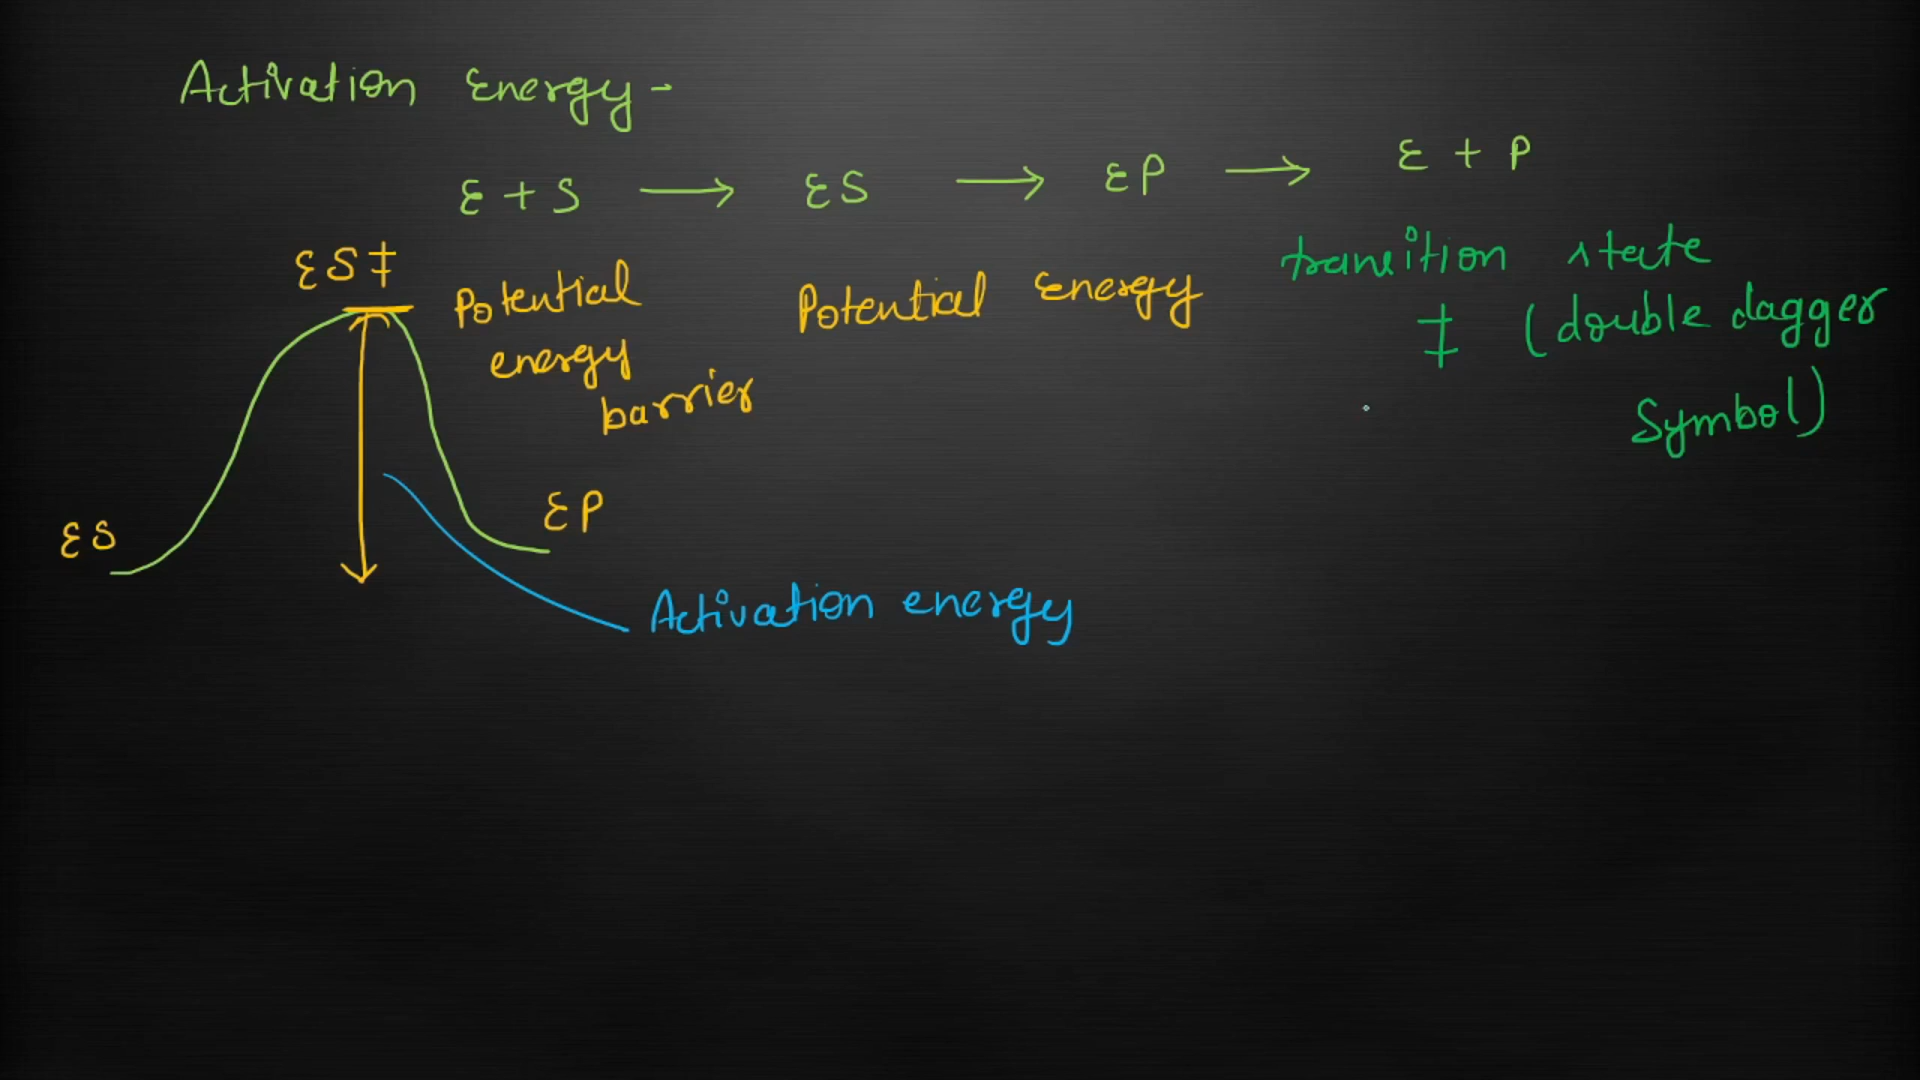 Activation Energy-
E + S → ES → EP → E + P
ES‡
Potential
energy
barrier
Potential Energy
transition state
‡ (double dagger
Symbol)
ES
EP
Activation energy